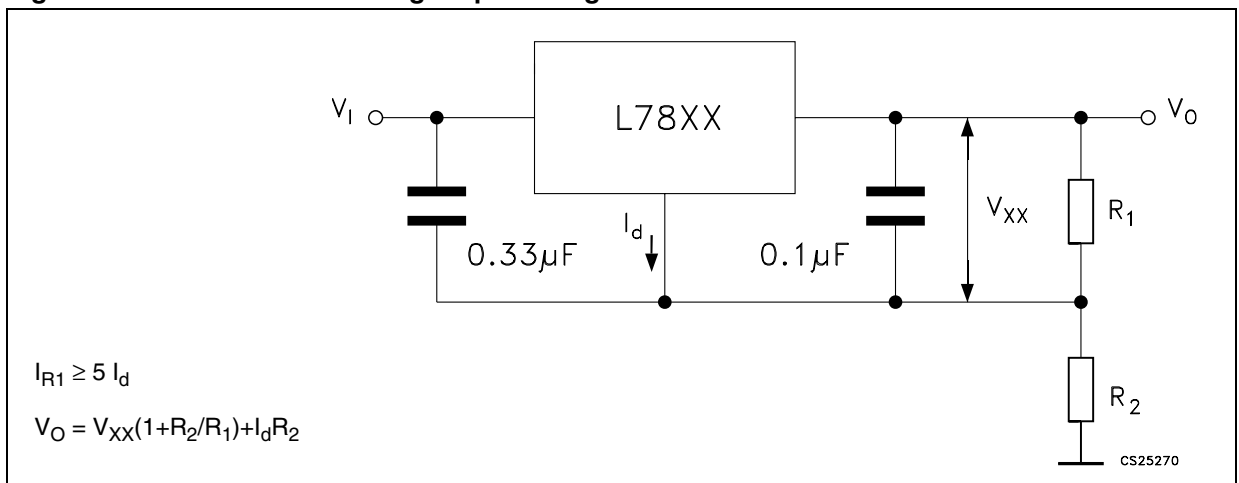 L78XX
V_I
V_O
I_d
V_XX
R_1
0.33µF
0.1µF
I_R1 ≥ 5 I_d
R_2
V_O = V_XX(1+R_2/R_1)+I_dR_2
CS25270